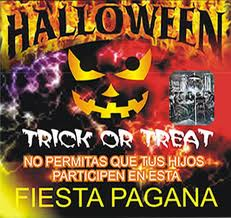 HALLOWEEN
TRICK OR TREAT
NO PERMITAS QUE TUS HIJOS
PARTICIPEN EN ESTA
FIESTA PAGANA